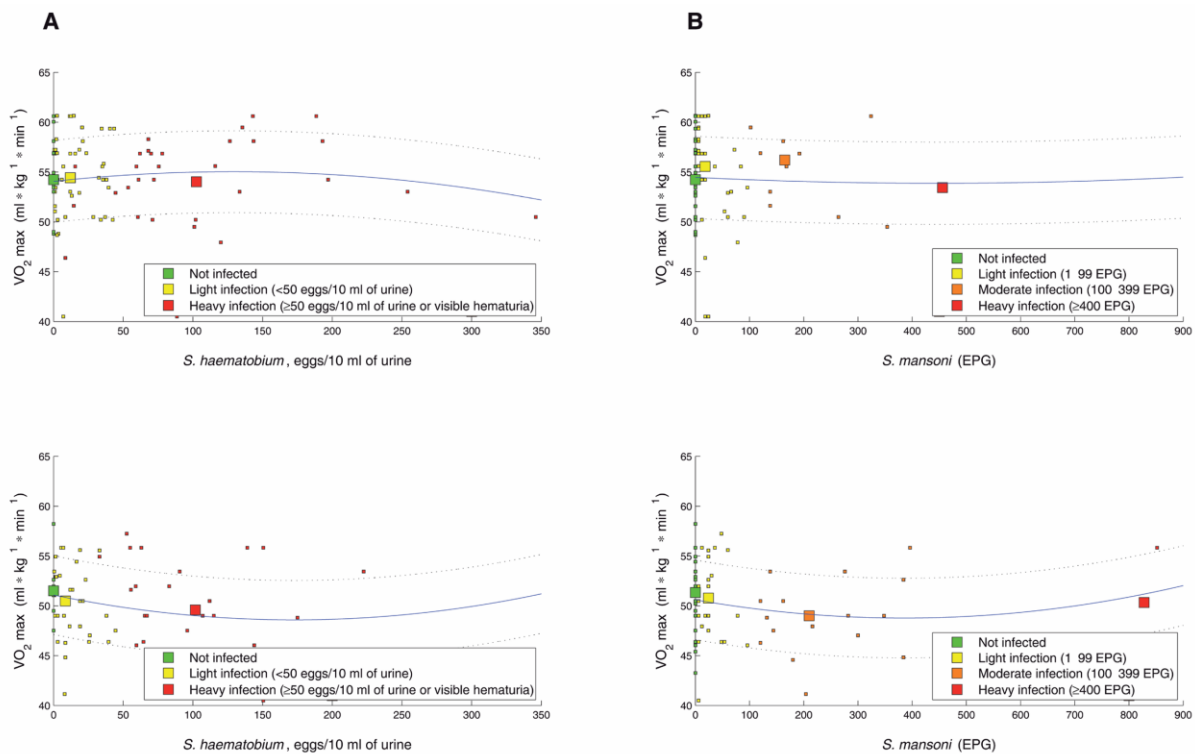 A
B
65
60
55
50
45
40
VO2 max (ml * kg 1 * min 1)
Not infected
Light infection (<50 eggs/10 ml of urine)
Heavy infection (≥50 eggs/10 ml of urine or visible hematuria)
0 50 100 150 200 250 300 350
S. haematobium, eggs/10 ml of urine
65
60
55
50
45
40
VO2 max (ml * kg 1 * min 1)
Not infected
Light infection (1 99 EPG)
Moderate infection (100 399 EPG)
Heavy infection (≥400 EPG)
0 100 200 300 400 500 600 700 800 900
S. mansoni (EPG)
65
60
55
50
45
40
VO2 max (ml * kg 1 * min 1)
Not infected
Light infection (<50 eggs/10 ml of urine)
Heavy infection (≥50 eggs/10 ml of urine or visible hematuria)
0 50 100 150 200 250 300 350
S. haematobium, eggs/10 ml of urine
65
60
55
50
45
40
VO2 max (ml * kg 1 * min 1)
Not infected
Light infection (1 99 EPG)
Moderate infection (100 399 EPG)
Heavy infection (≥400 EPG)
0 100 200 300 400 500 600 700 800 900
S. mansoni (EPG)